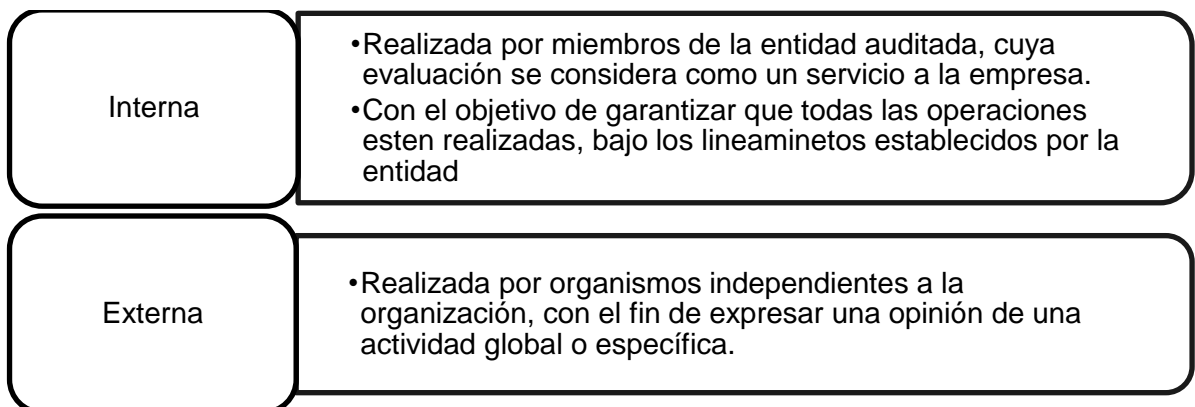 Interna
•Realizada por miembros de la entidad auditada, cuya
evaluación se considera como un servicio a la empresa.
•Con el objetivo de garantizar que todas las operaciones
esten realizadas, bajo los lineaminetos establecidos por la
entidad
Externa
•Realizada por organismos independientes a la
organización, con el fin de expresar una opinión de una
actividad global o específica.